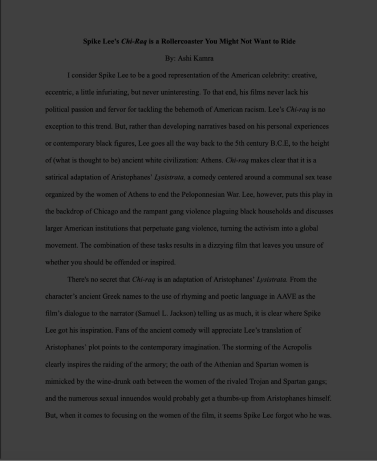 Spike Lee's Chi-Raq is a Rollercoaster You Might Not Want to Ride
By: Ashi Kamra
I consider Spike Lee to be a good representation of the American celebrity: creative,
eccentric, a little infuriating, but never uninteresting. To that end, his films never lack his
political passion and fervor for tackling the behemoth of American racism. Lee's Chi-raq is no
exception to this trend. But, rather than developing narratives based on his personal experiences
or contemporary black figures, Lee goes all the way back to the 5th century B.C.E, to the height
of (what is thought to be) ancient white civilization: Athens. Chi-raq makes clear that it is a
satirical adaptation of Aristophanes' Lysistrata, a comedy centered around a communal sex tease
organized by the women of Athens to end the Peloponnesian War. Lee, however, puts this play in
the backdrop of Chicago and the rampant gang violence plaguing black households and discusses
larger American institutions that perpetuate gang violence, turning the activism into a global
movement. The combination of these tasks results in a dizzying film that leaves you unsure of
whether you should be offended or inspired.
There's no secret that Chi-raq is an adaptation of Aristophanes' Lysistrata. From the
character's ancient Greek names to the use of rhyming and poetic language in AAVE as the
film's dialogue to the narrator (Samuel L. Jackson) telling us as much, it is clear where Spike
Lee got his inspiration. Fans of the ancient comedy will appreciate Lee's translation of
Aristophanes' plot points to the contemporary imagination. The storming of the Acropolis
clearly inspires the raiding of the armory; the oath of the Athenian and Spartan women is
mimicked by the wine-drunk oath between the women of the rivaled Trojan and Spartan gangs;
and the numerous sexual innuendos would probably get a thumbs-up from Aristophanes himself.
But, when it comes to focusing on the women of the film, it seems Spike Lee forgot who he was.